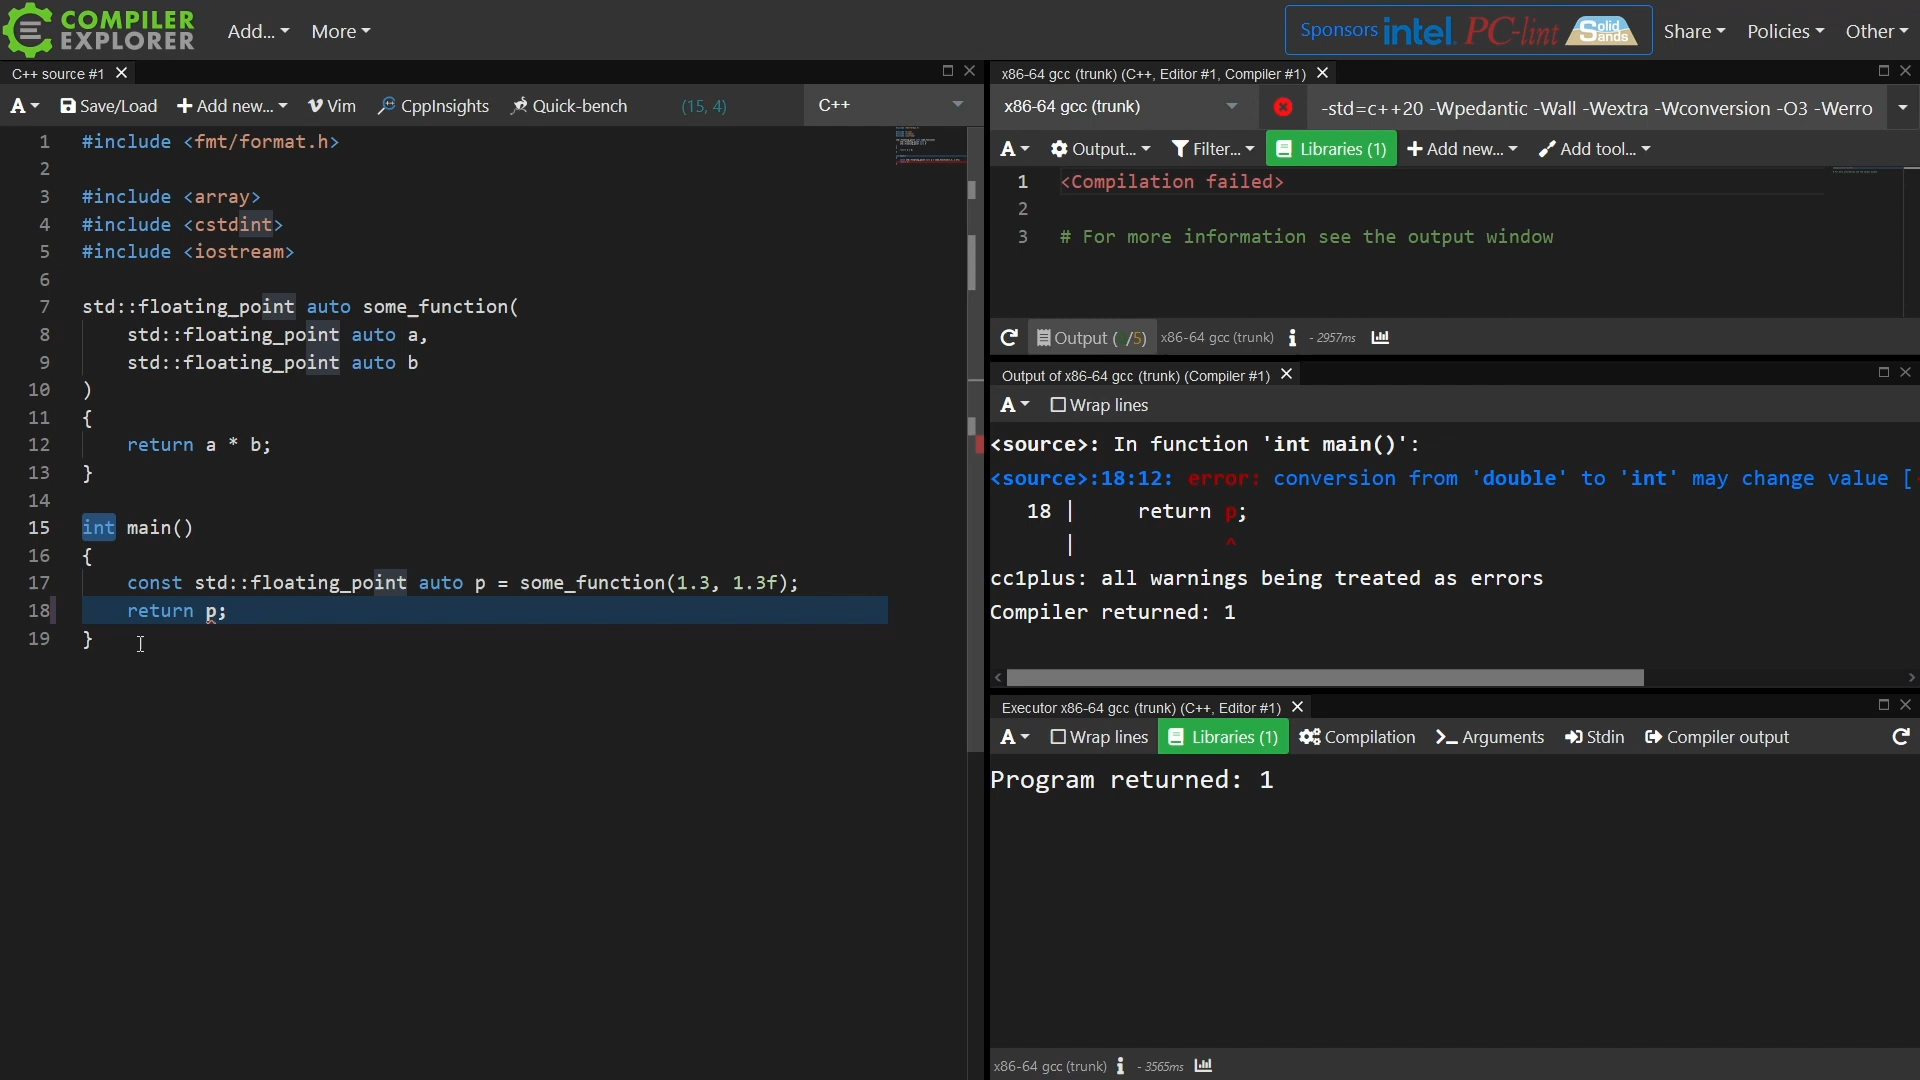 COMPILER
EXPLORER
Add...
More
Sponsors intel. PC-lint Solid Sands
Share
Policies
Other
C++ source #1
A
Save/Load
Add new...
Vim
CppInsights
Quick-bench
(15, 4)
C++
1 #include <fmt/format.h>
2
3 #include <array>
4 #include <cstdint>
5 #include <iostream>
6
7 std::floating_point auto some_function(
8 std::floating_point auto a,
9 std::floating_point auto b
10 )
11 {
12 return a * b;
13 }
14
15 int main()
16 {
17 const std::floating_point auto p = some_function(1.3, 1.3f);
18 return p;
19 }
x86-64 gcc (trunk) (C++, Editor #1, Compiler #1)
x86-64 gcc (trunk)
-std=c++20 -Wpedantic -Wall -Wextra -Wconversion -O3 -Werro
A
Output...
Filter...
Libraries (1)
Add new...
Add tool...
1 <Compilation failed>
2
3 # For more information see the output window
Output ( /5) x86-64 gcc (trunk) i - 2957ms
Output of x86-64 gcc (trunk) (Compiler #1)
A
Wrap lines
<source>: In function 'int main()':
<source>:18:12: error: conversion from 'double' to 'int' may change value [
18 | return p;
| ^
cc1plus: all warnings being treated as errors
Compiler returned: 1
Executor x86-64 gcc (trunk) (C++, Editor #1)
A
Wrap lines
Libraries (1)
Compilation
Arguments
Stdin
Compiler output
Program returned: 1
x86-64 gcc (trunk) i - 3565ms